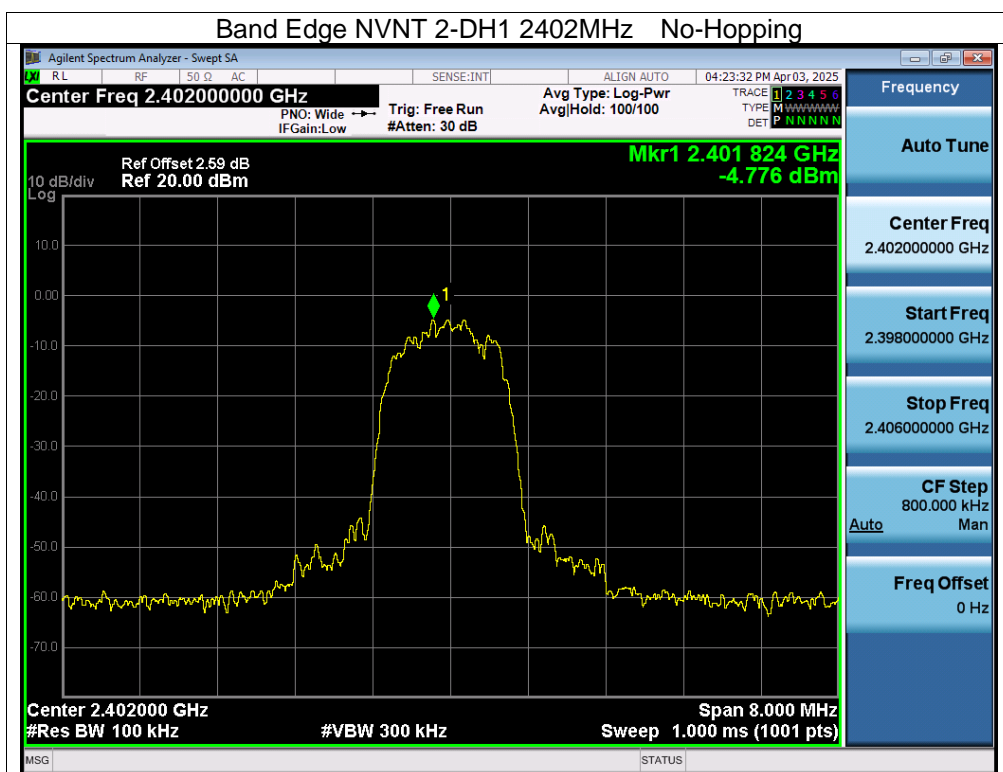 Band Edge NVNT 2-DH1 2402MHz No-Hopping
Agilent Spectrum Analyzer - Swept SA
LXI RL RF 50 Ω AC SENSE:INT ALIGN AUTO 04:23:32 PM Apr 03, 2025
Center Freq 2.402000000 GHz
PNO: Wide
IFGain:Low
Trig: Free Run
#Atten: 30 dB
Avg Type: Log-Pwr
Avg|Hold: 100/100
TRACE 1 2 3 4 5 6
TYPE M WWWWW
DET P N N N N N
Ref Offset 2.59 dB
10 dB/div Ref 20.00 dBm
Log
Mkr1 2.401 824 GHz
-4.776 dBm
1
10.0
0.00
-10.0
-20.0
-30.0
-40.0
-50.0
-60.0
-70.0
Center 2.402000 GHz Span 8.000 MHz
#Res BW 100 kHz #VBW 300 kHz Sweep 1.000 ms (1001 pts)
MSG STATUS
Frequency
Auto Tune
Center Freq
2.402000000 GHz
Start Freq
2.398000000 GHz
Stop Freq
2.406000000 GHz
CF Step
800.000 kHz
Auto Man
Freq Offset
0 Hz